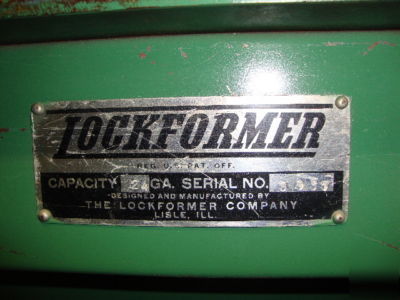 LOCKFORMER
REG. U.S. PAT. OFF.
CAPACITY GA. SERIAL NO.
DESIGNED AND MANUFACTURED BY
THE LOCKFORMER COMPANY
LISLE, ILL.